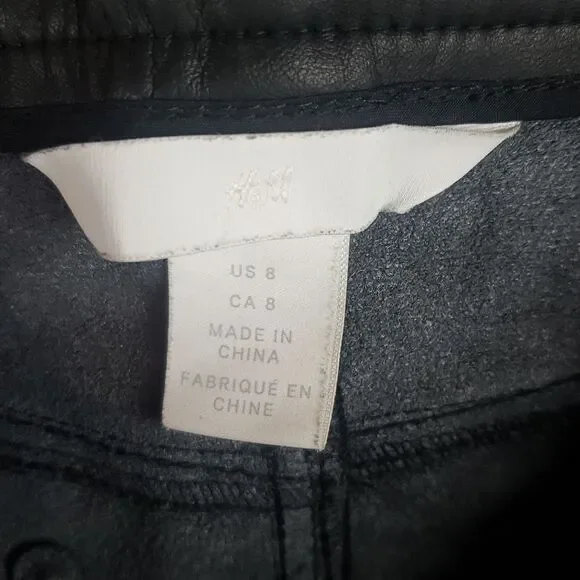 H&M
US 8
CA 8
MADE IN
CHINA
FABRIQUÉ EN
CHINE